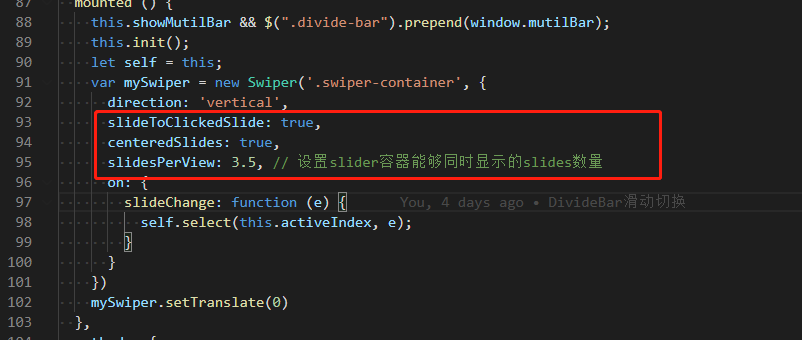 87 mounted () {
88 this.showMutilBar && $(".divide-bar").prepend(window.mutilBar);
89 this.init();
90 let self = this;
91 var mySwiper = new Swiper('.swiper-container', {
92 direction: 'vertical',
93 slideToClickedSlide: true,
94 centeredSlides: true,
95 slidesPerView: 3.5, // 设置slider容器能够同时显示的slides数量
96 on: {
97 slideChange: function (e) { You, 4 days ago • DivideBar滑动切换
98 self.select(this.activeIndex, e);
99 }
100 }
101 })
102 mySwiper.setTranslate(0)
103 },